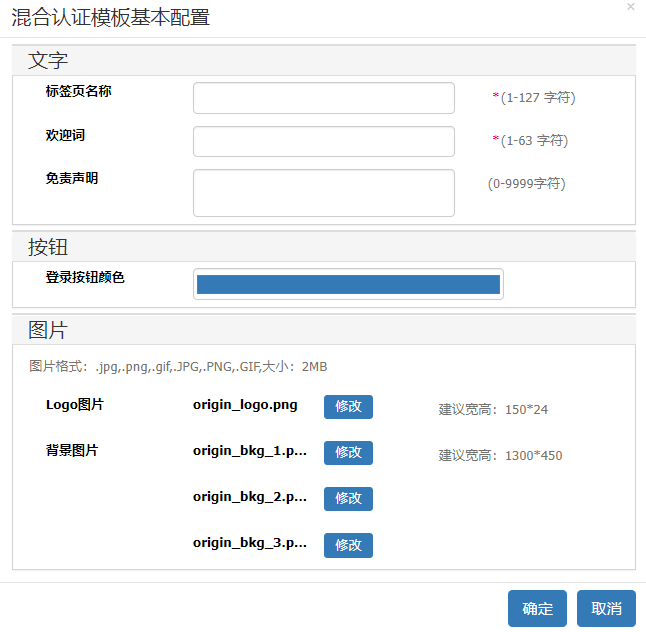 混合认证模板基本配置 ×
文字
标签页名称 *(1-127 字符)
欢迎词 *(1-63 字符)
免责声明 (0-9999字符)
按钮
登录按钮颜色
图片
图片格式：.jpg,.png,.gif,.JPG,.PNG,.GIF,大小：2MB
Logo图片 origin_logo.png 修改 建议宽高：150*24
背景图片 origin_bkg_1.p... 修改 建议宽高：1300*450
origin_bkg_2.p... 修改
origin_bkg_3.p... 修改
确定 取消